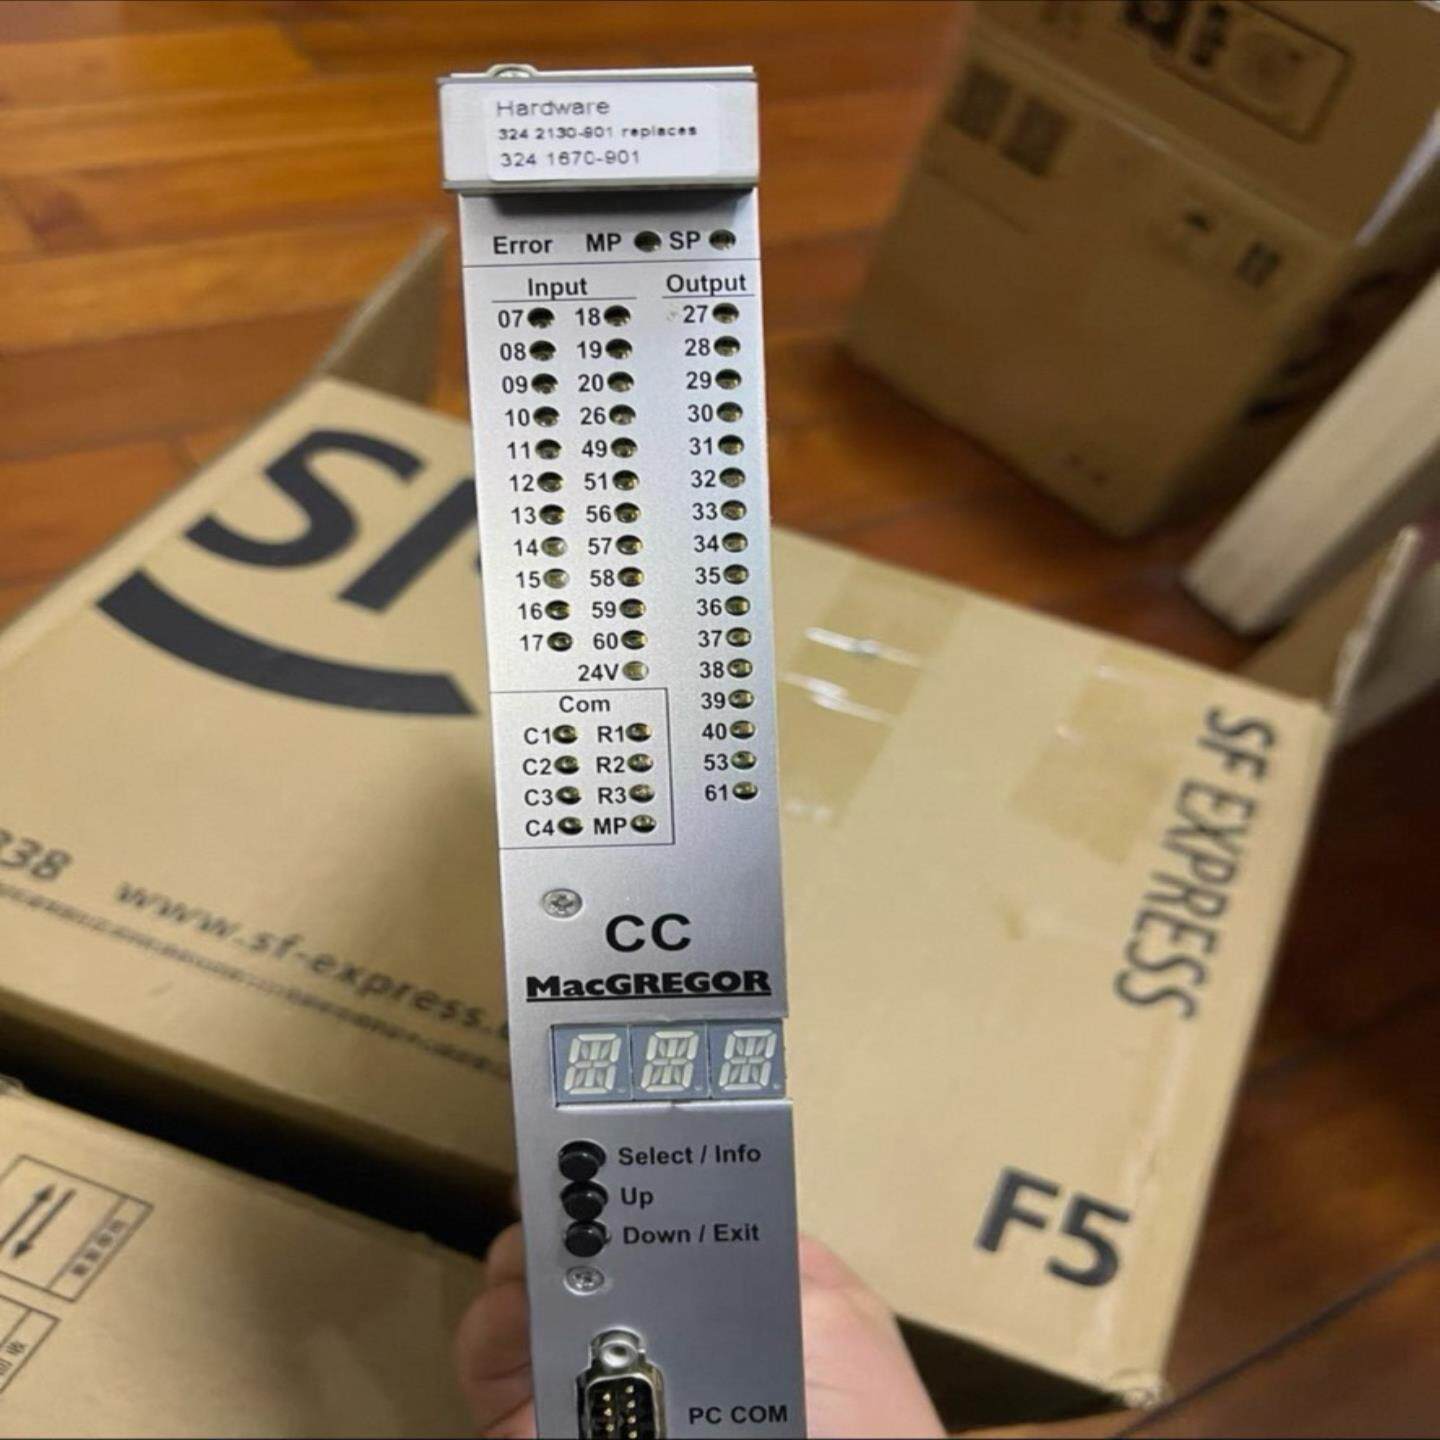 Hardware
324 2130-901 replaces
324 1670-901
Error MP SP
Input Output
07 18 27
08 19 28
09 20 29
10 26 30
11 49 31
12 51 32
13 56 33
14 57 34
15 58 35
16 59 36
17 60 37
24V 38
Com 39
C1 R1 40
C2 R2 53
C3 R3 61
C4 MP
CC
MacGREGOR
Select / Info
Up
Down / Exit
PC COM
SF
338
www.sf-express.
SF EXPRESS
F5